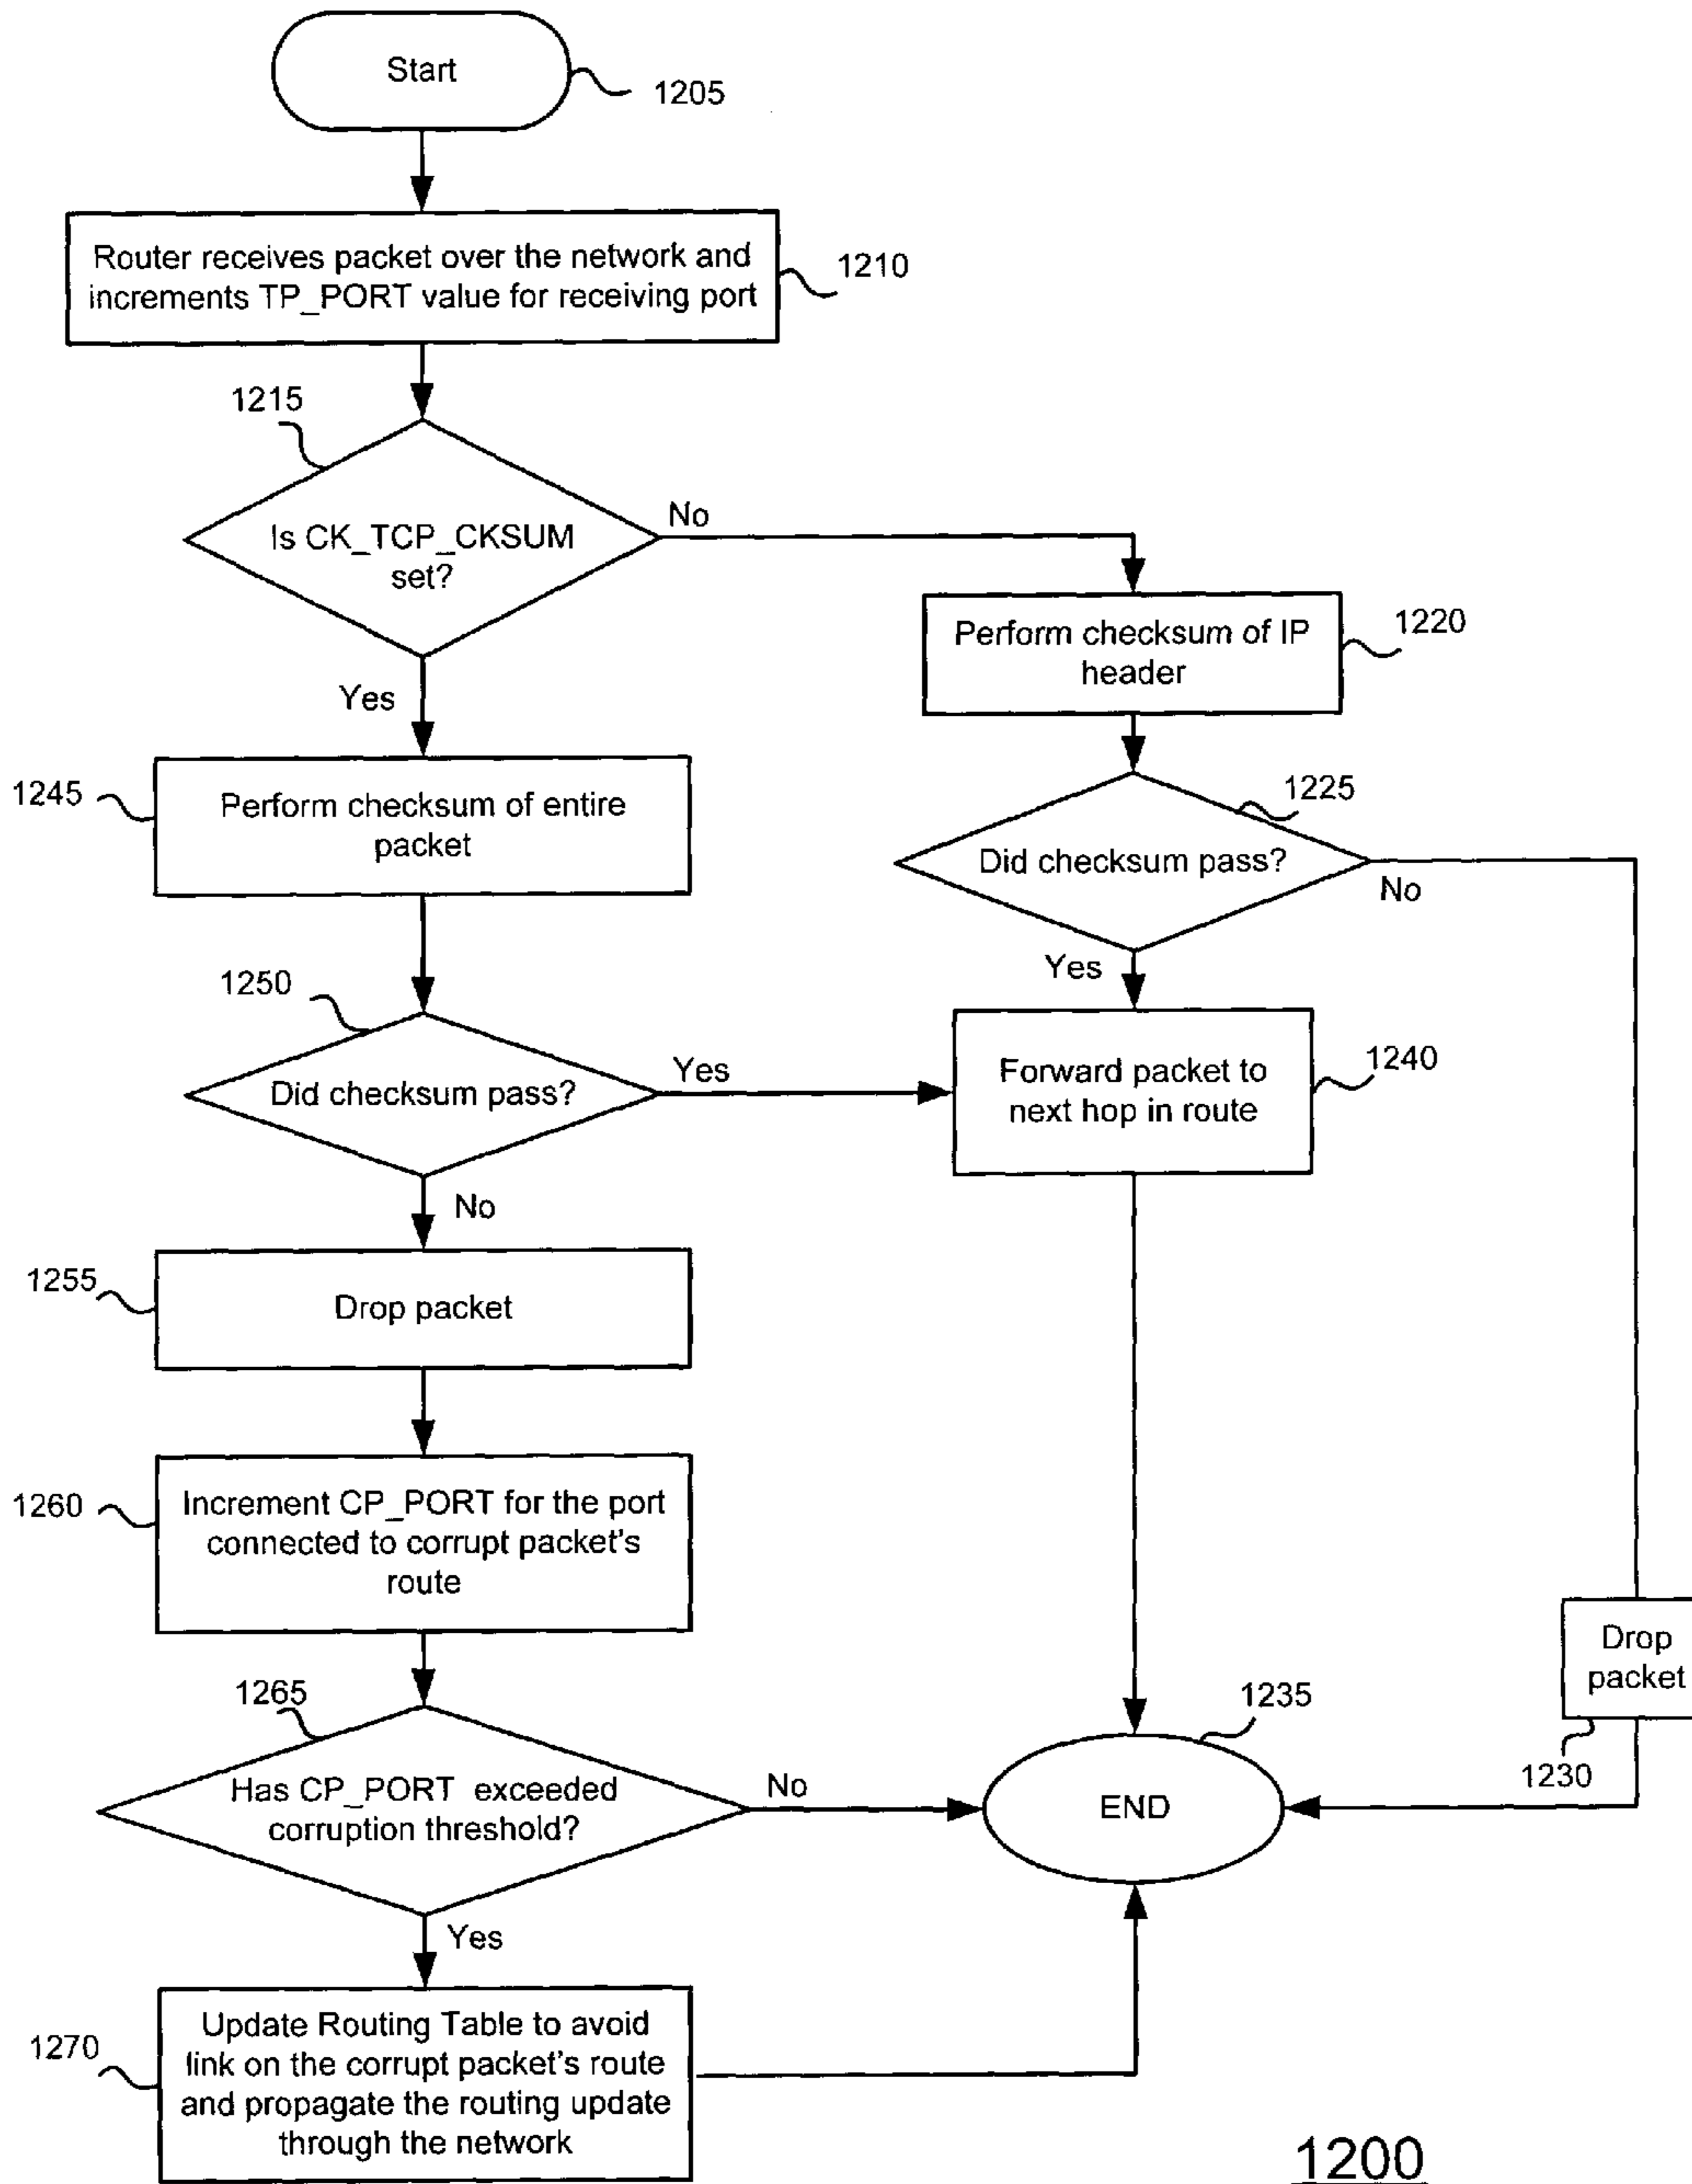 Start
1205
Router receives packet over the network and
increments TP_PORT value for receiving port
1210
1215
Is CK_TCP_CKSUM
set?
No
Yes
Perform checksum of IP
header
1220
1245
Perform checksum of entire
packet
1225
Did checksum pass?
No
Yes
1250
Did checksum pass?
Yes
No
Forward packet to
next hop in route
1240
1255
Drop packet
1260
Increment CP_PORT for the port
connected to corrupt packet's
route
Drop
packet
1230
1265
Has CP_PORT exceeded
corruption threshold?
No
Yes
1235
END
1270
Update Routing Table to avoid
link on the corrupt packet's route
and propagate the routing update
through the network
1200